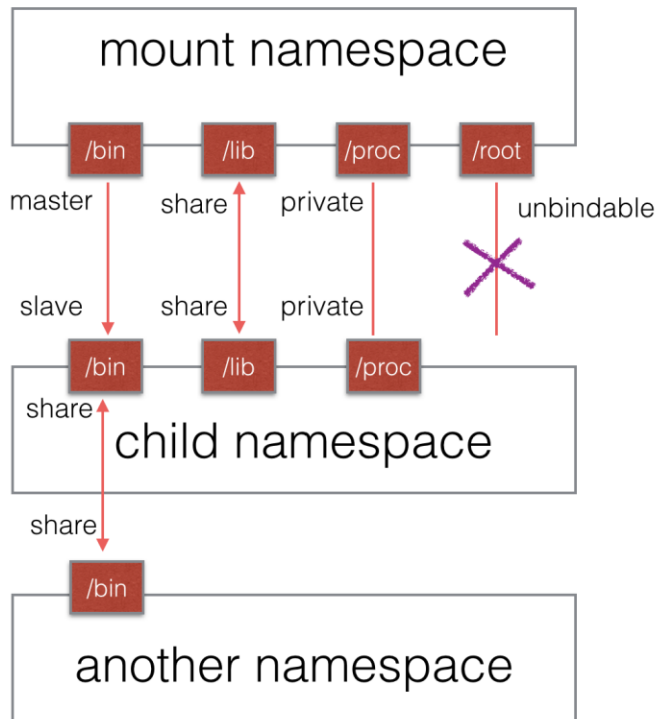 mount namespace
/bin /lib /proc /root
master share private unbindable
slave share private
/bin /lib /proc
share
child namespace
share
/bin
another namespace